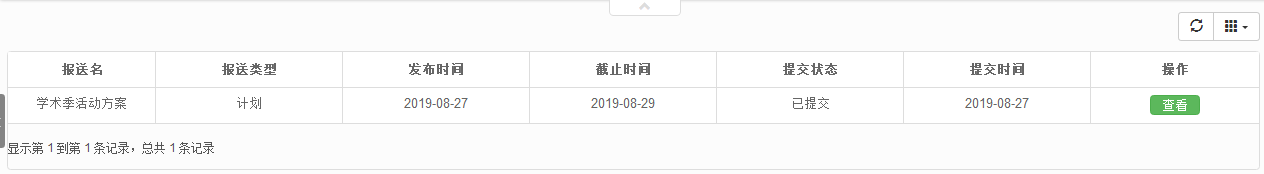 报送名 报送类型 发布时间 截止时间 提交状态 提交时间 操作
学术季活动方案 计划 2019-08-27 2019-08-29 已提交 2019-08-27 查看
显示第 1 到第 1 条记录，总共 1 条记录